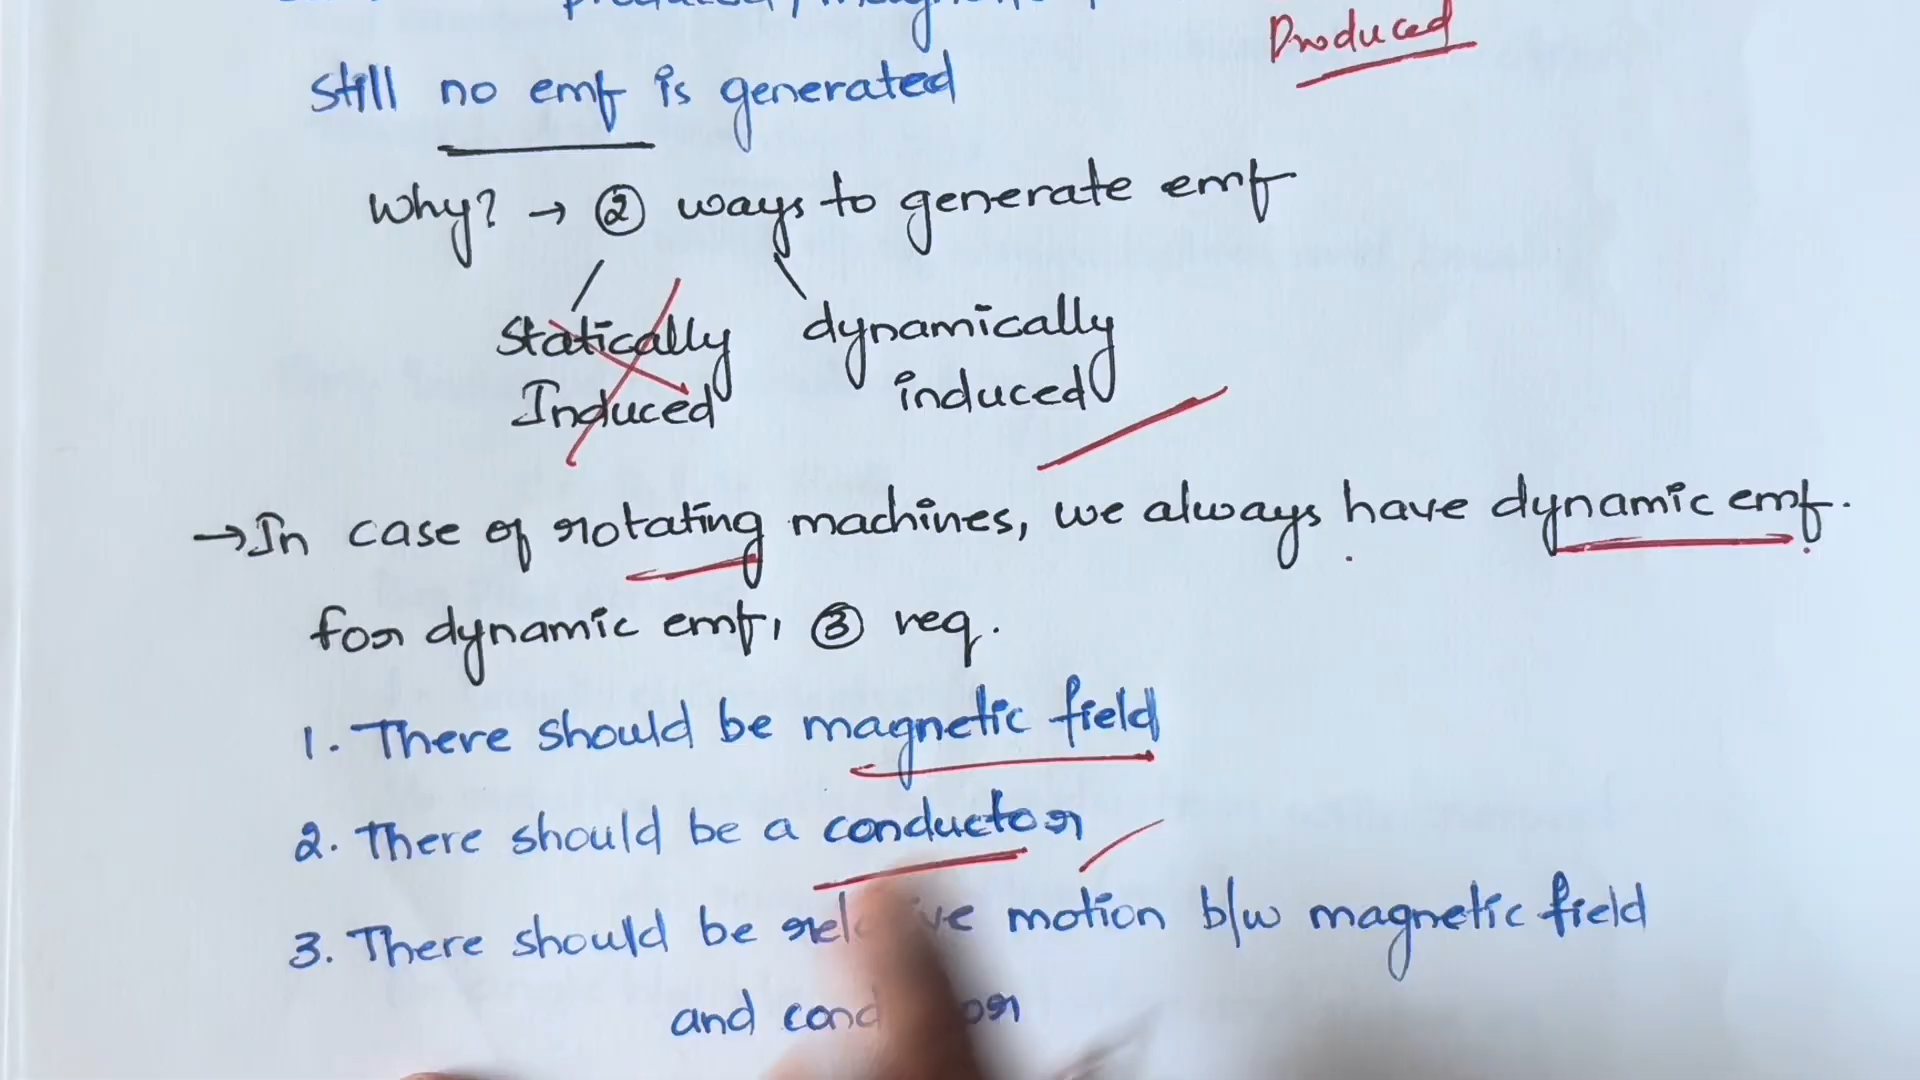 Produced
still no emf is generated
Why? → ② ways to generate emf
Statically dynamically
Induced induced
→ In case of rotating machines, we always have dynamic emf.
for dynamic emf, ③ req.
1. There should be magnetic field
2. There should be a conductor
3. There should be relative motion b/w magnetic field
and conductor